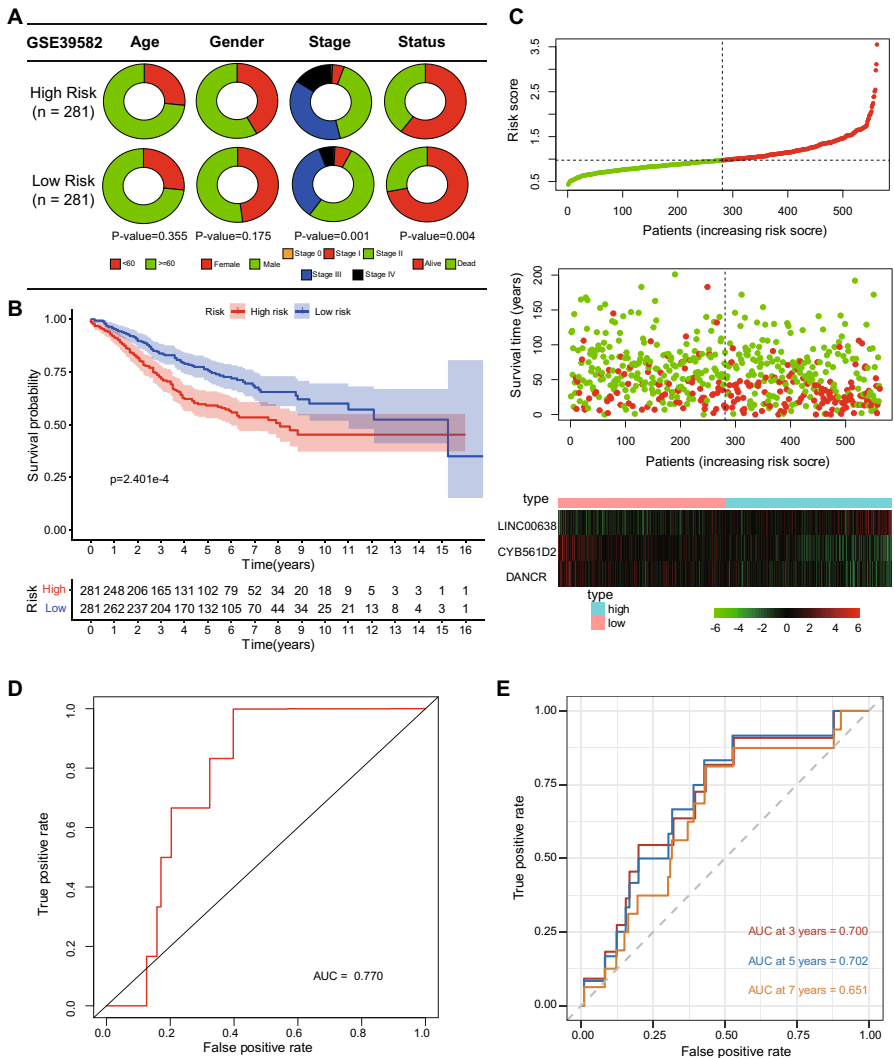 A
GSE39582 Age Gender Stage Status
High Risk
(n = 281)
Low Risk
(n = 281)
P-value=0.355 P-value=0.175 P-value=0.001 P-value=0.004
Stage 0 Stage I Stage II
<60 >=60 Female Male Alive Dead
Stage III Stage IV
B
Risk High risk Low risk
1.00
0.75
0.50
0.25
0.00
Survival probability
p=2.401e-4
0 1 2 3 4 5 6 7 8 9 10 11 12 13 14 15 16
Time(years)
Risk
High 281 248 206 165 131 102 79 52 34 20 18 9 5 3 3 1 1
Low 281 262 237 204 170 132 105 70 44 34 25 21 13 8 4 3 1
0 1 2 3 4 5 6 7 8 9 10 11 12 13 14 15 16
Time(years)
C
3.5
2.5
1.5
0.5
Risk score
0 100 200 300 400 500
Patients (increasing risk socre)
200
150
100
50
0
Survival time (years)
0 100 200 300 400 500
Patients (increasing risk socre)
type
LINC00638
CYB561D2
DANCR
type
high
low
-6 -4 -2 0 2 4 6
D
1.0
0.8
0.6
0.4
0.2
0.0
True positive rate
AUC = 0.770
0.0 0.2 0.4 0.6 0.8 1.0
False positive rate
E
1.00
0.75
0.50
0.25
0.00
True positive rate
AUC at 3 years = 0.700
AUC at 5 years = 0.702
AUC at 7 years = 0.651
0.00 0.25 0.50 0.75 1.00
False positive rate